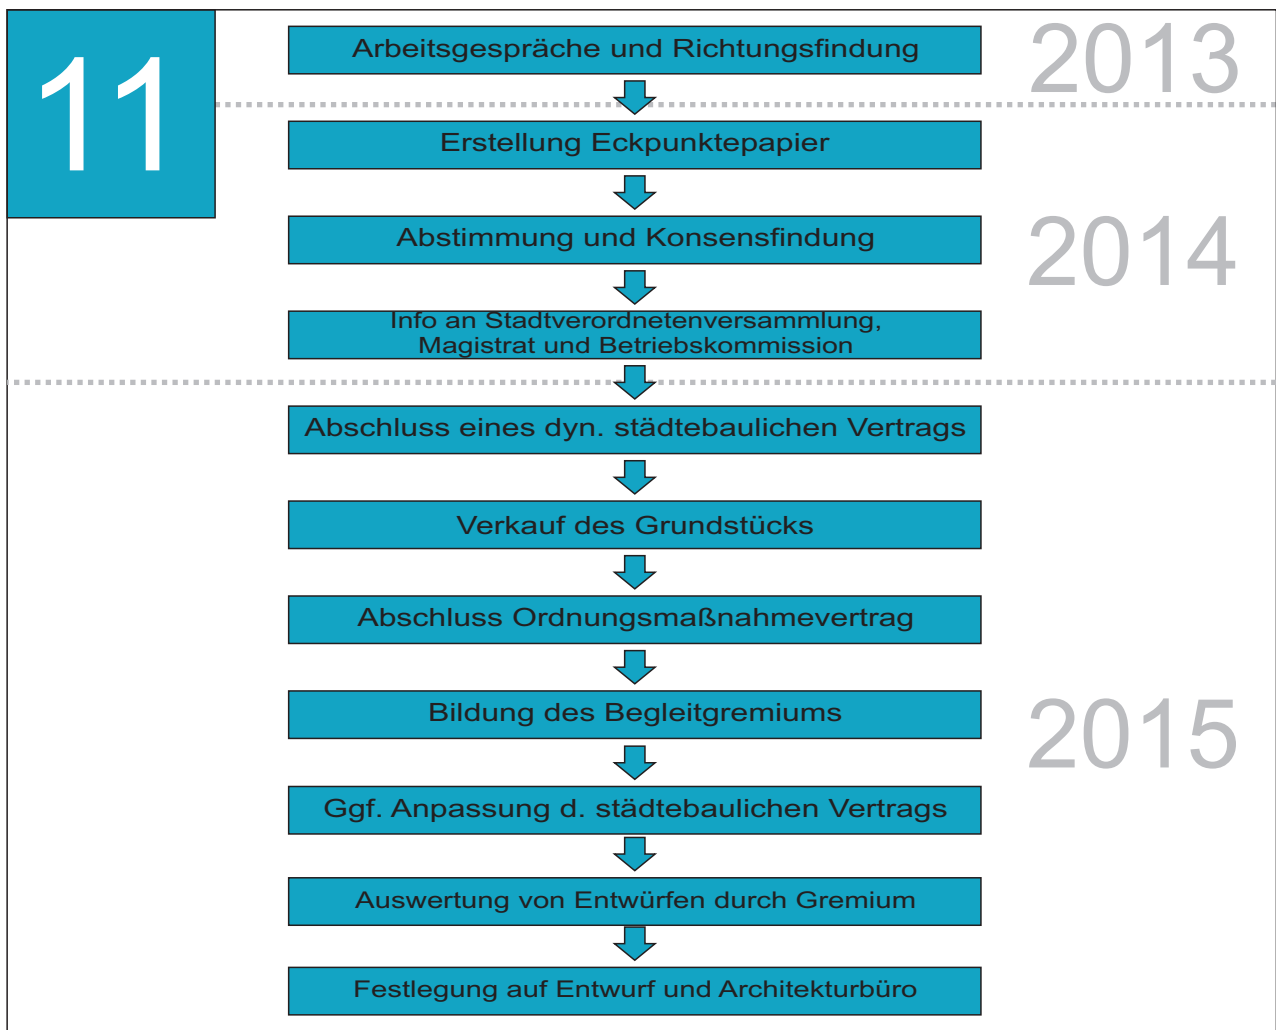 11
Arbeitsgespräche und Richtungsfindung
2013
Erstellung Eckpunktepapier
Abstimmung und Konsensfindung
2014
Info an Stadtverordnetenversammlung,
Magistrat und Betriebskommission
Abschluss eines dyn. städtebaulichen Vertrags
Verkauf des Grundstücks
Abschluss Ordnungsmaßnahmevertrag
Bildung des Begleitgremiums
2015
Ggf. Anpassung d. städtebaulichen Vertrags
Auswertung von Entwürfen durch Gremium
Festlegung auf Entwurf und Architekturbüro